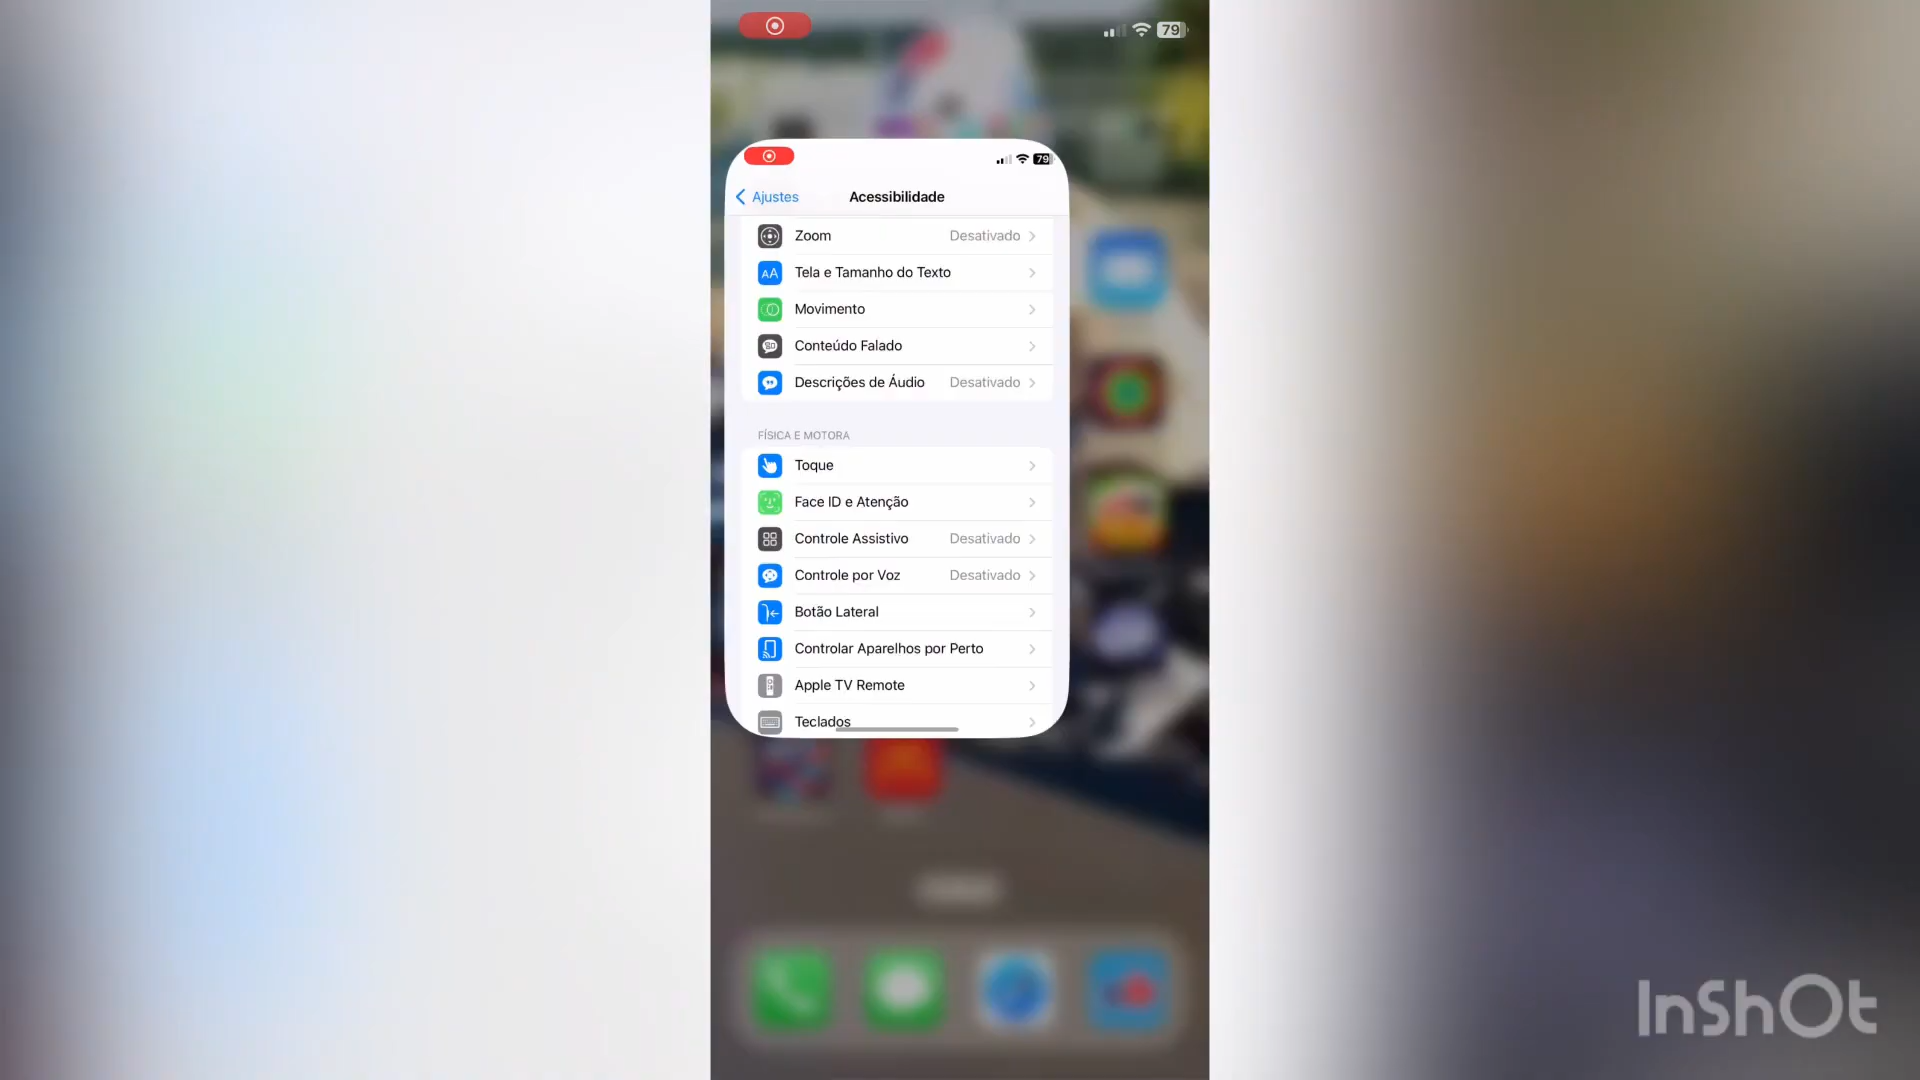 79
79
Ajustes
Acessibilidade
Zoom Desativado
Tela e Tamanho do Texto
Movimento
Conteúdo Falado
Descrições de Áudio Desativado
FÍSICA E MOTORA
Toque
Face ID e Atenção
Controle Assistivo Desativado
Controle por Voz Desativado
Botão Lateral
Controlar Aparelhos por Perto
Apple TV Remote
Teclados
InShOt